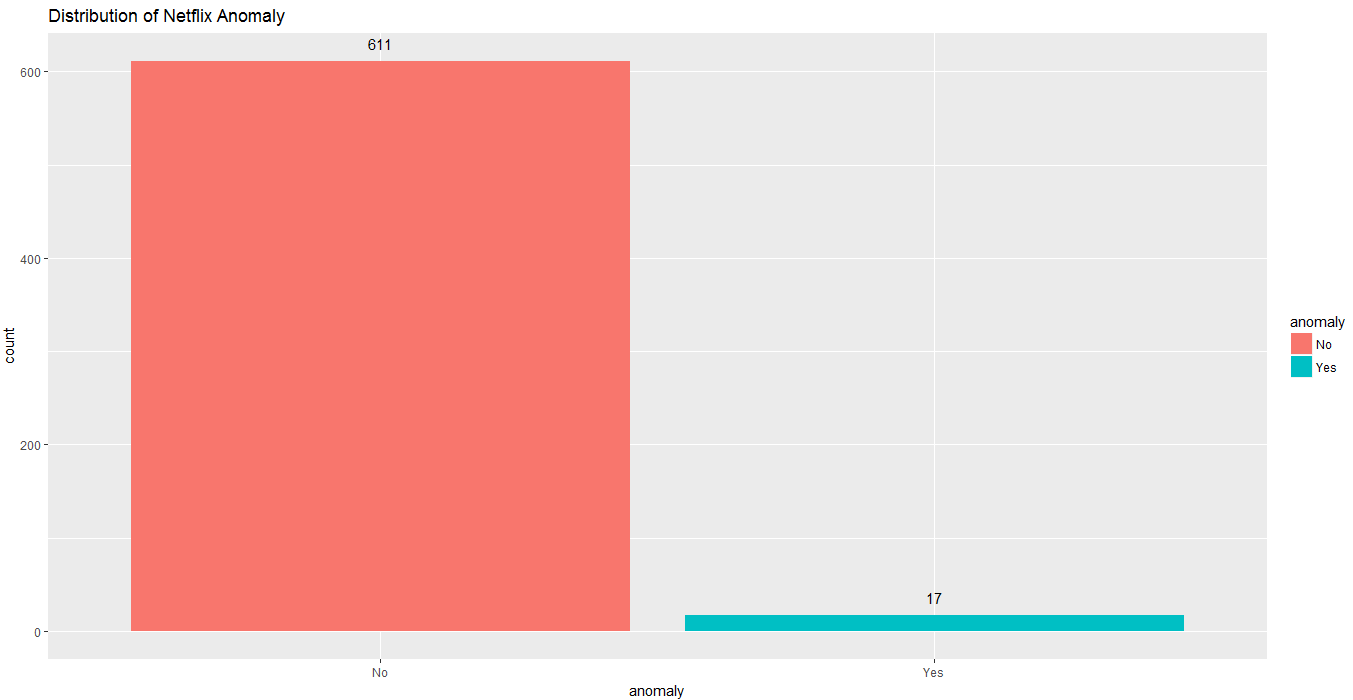 Distribution of Netflix Anomaly
611
600
400
200
0
17
count
No
Yes
anomaly
anomaly
No
Yes